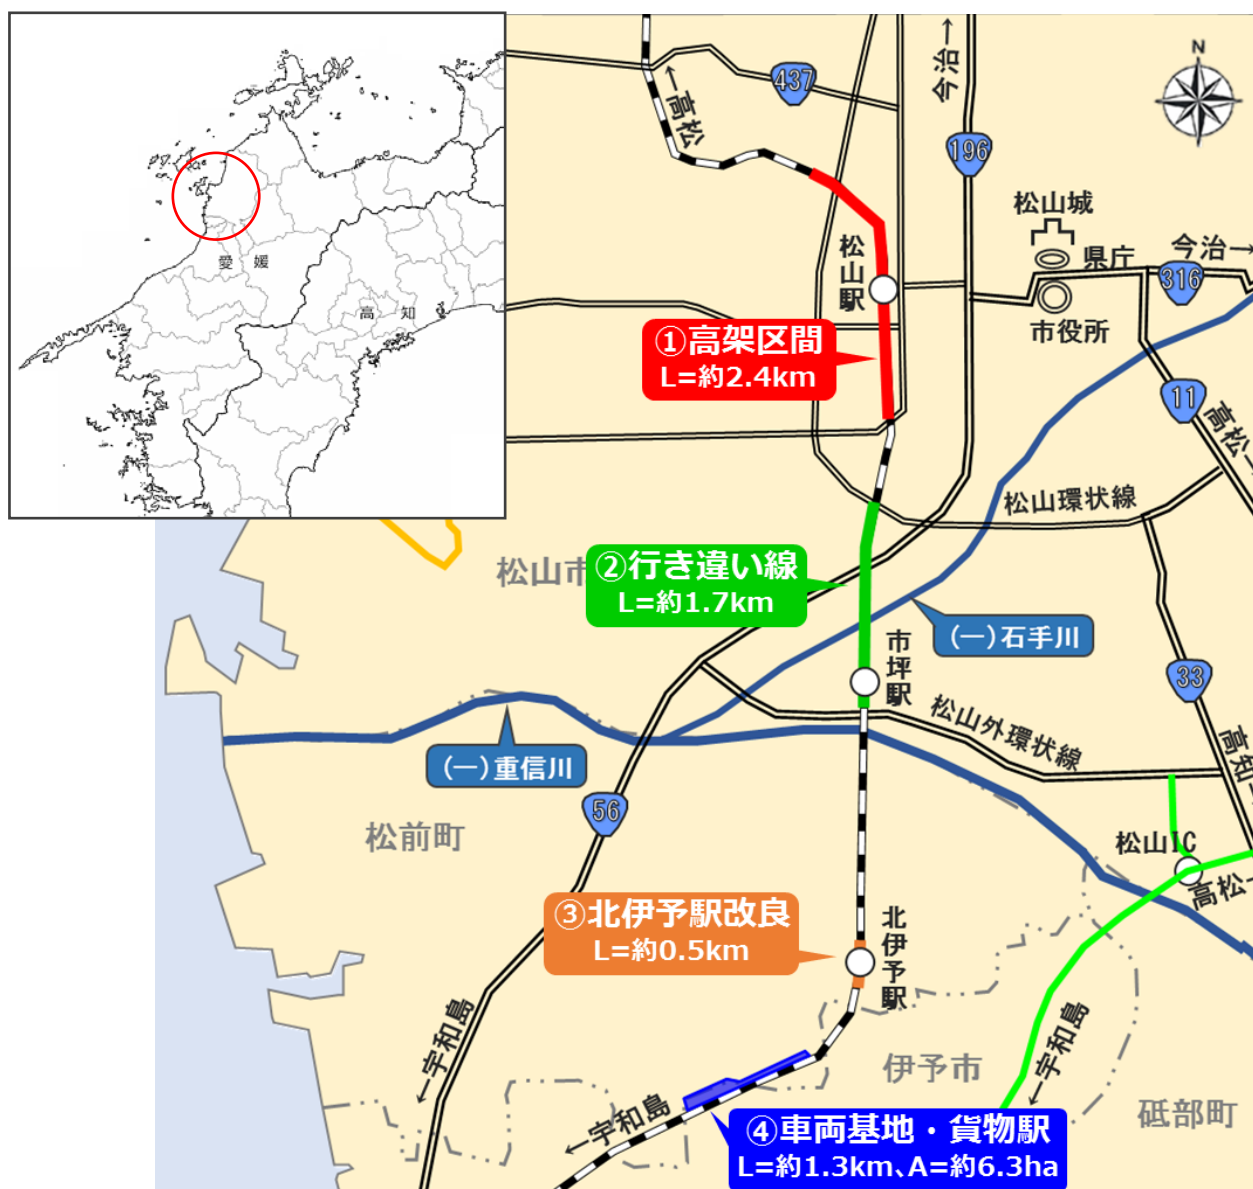 愛媛
高知
←高松
437
今治→
196
N
松山城
県庁
今治→
316
市役所
松山駅
①高架区間
L=約2.4km
11
高松
松山環状線
松山市
②行き違い線
L=約1.7km
(一)石手川
市坪駅
33
松山外環状線
高知
(一)重信川
56
松前町
松山IC
高松
③北伊予駅改良
L=約0.5km
北伊予駅
←宇和島
←宇和島
伊予市
←宇和島
砥部町
④車両基地・貨物駅
L=約1.3km、A=約6.3ha